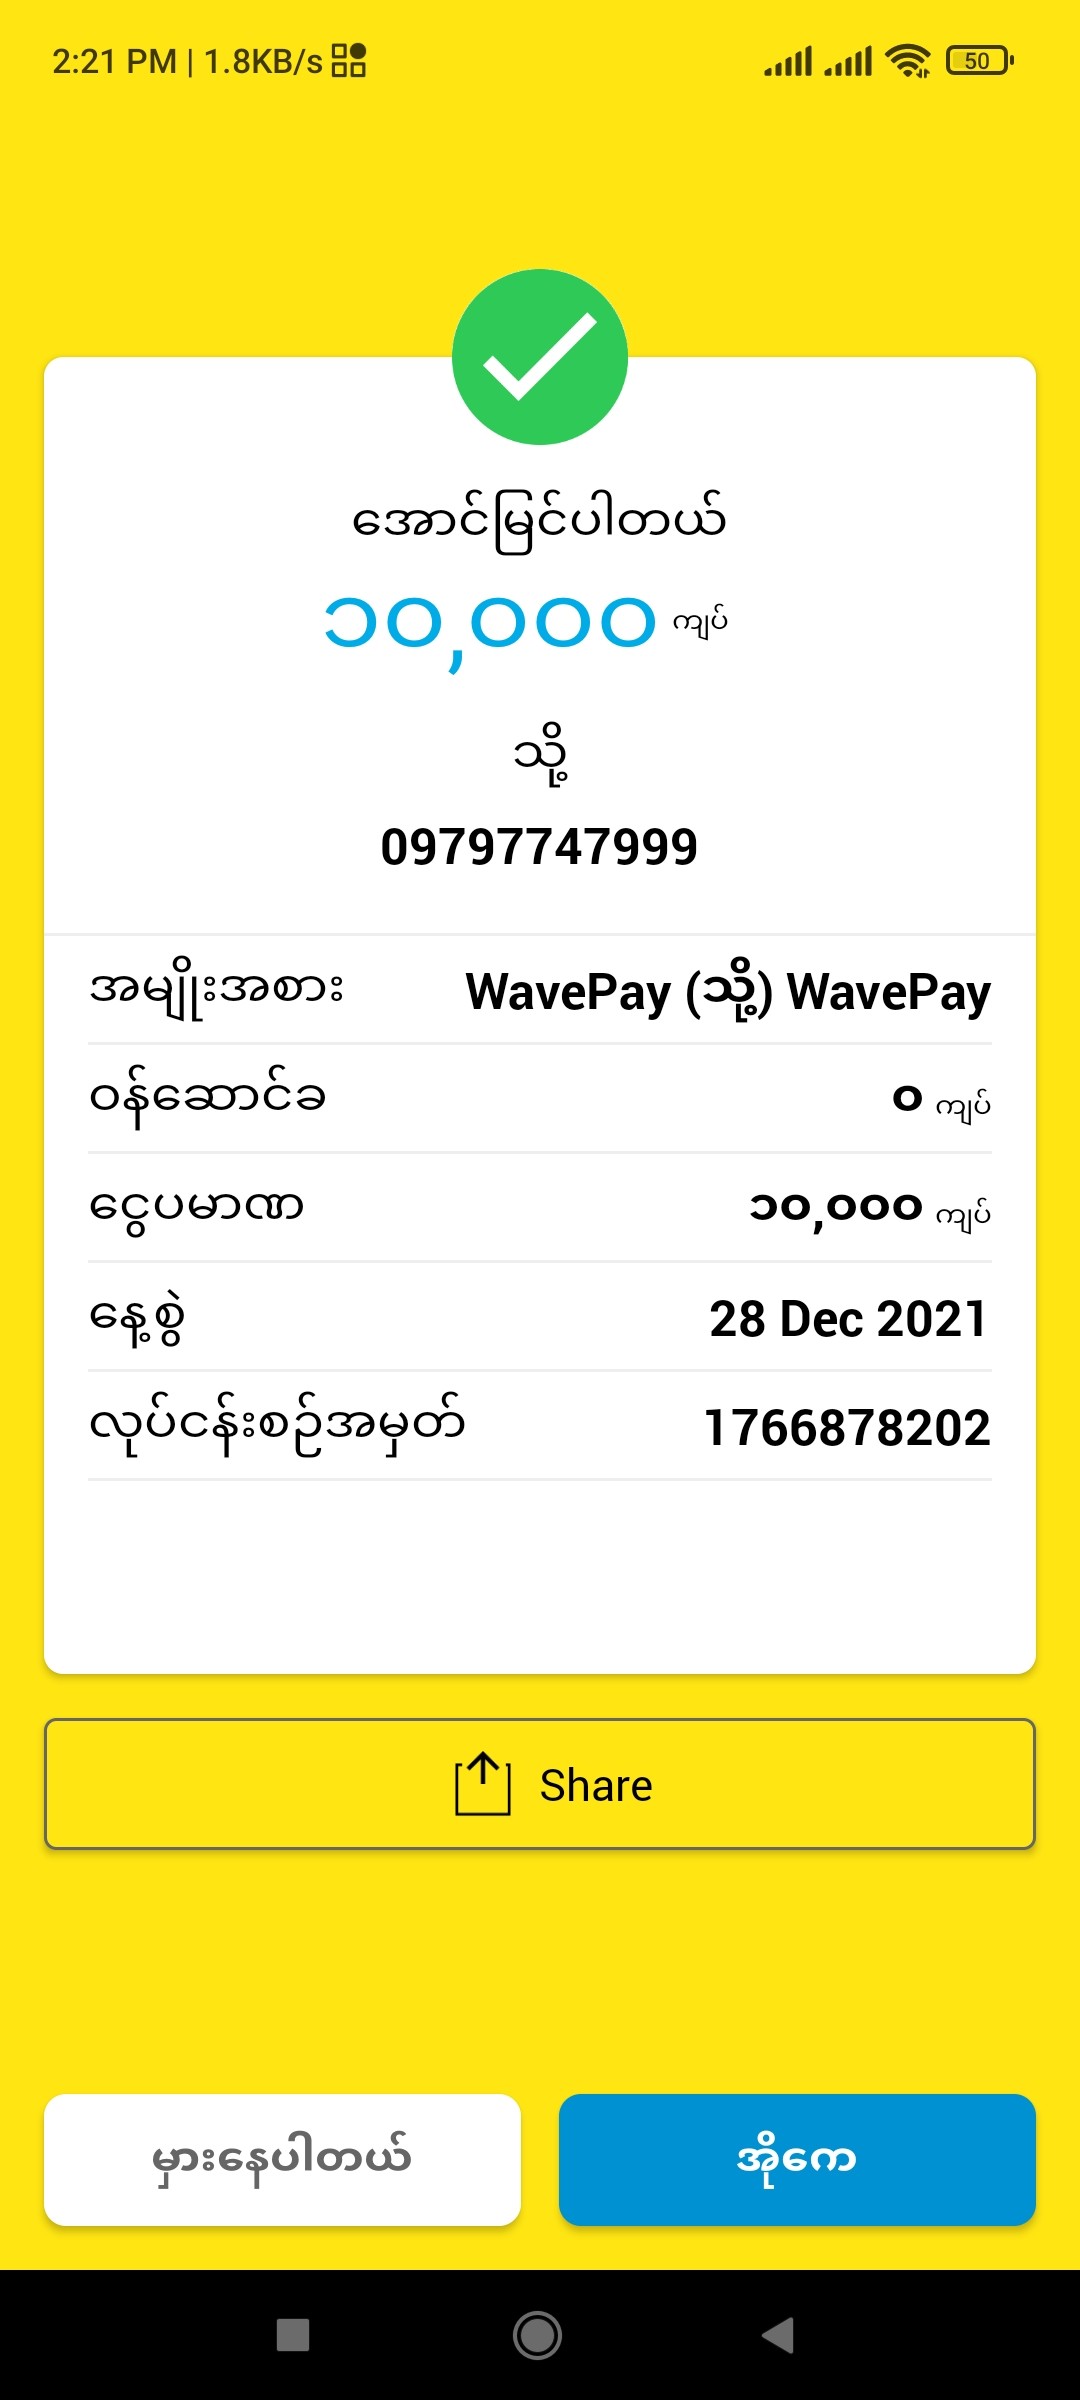 2:21 PM | 1.8KB/s
50
အောင်မြင်ပါတယ်
၁၀,၀၀၀ ကျပ်
သို့
09797747999
အမျိုးအစား WavePay (သို့) WavePay
ဝန်ဆောင်ခ ၀ ကျပ်
ငွေပမာဏ ၁၀,၀၀၀ ကျပ်
နေ့စွဲ 28 Dec 2021
လုပ်ငန်းစဉ်အမှတ် 1766878202
Share
မှားနေပါတယ် အိုကေ